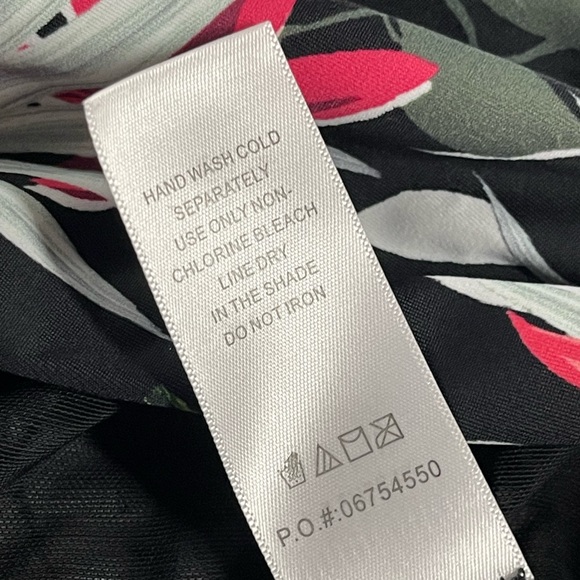 HAND WASH COLD
SEPARATELY
USE ONLY NON-
CHLORINE BLEACH
LINE DRY
IN THE SHADE
DO NOT IRON
P.O.#:06754550